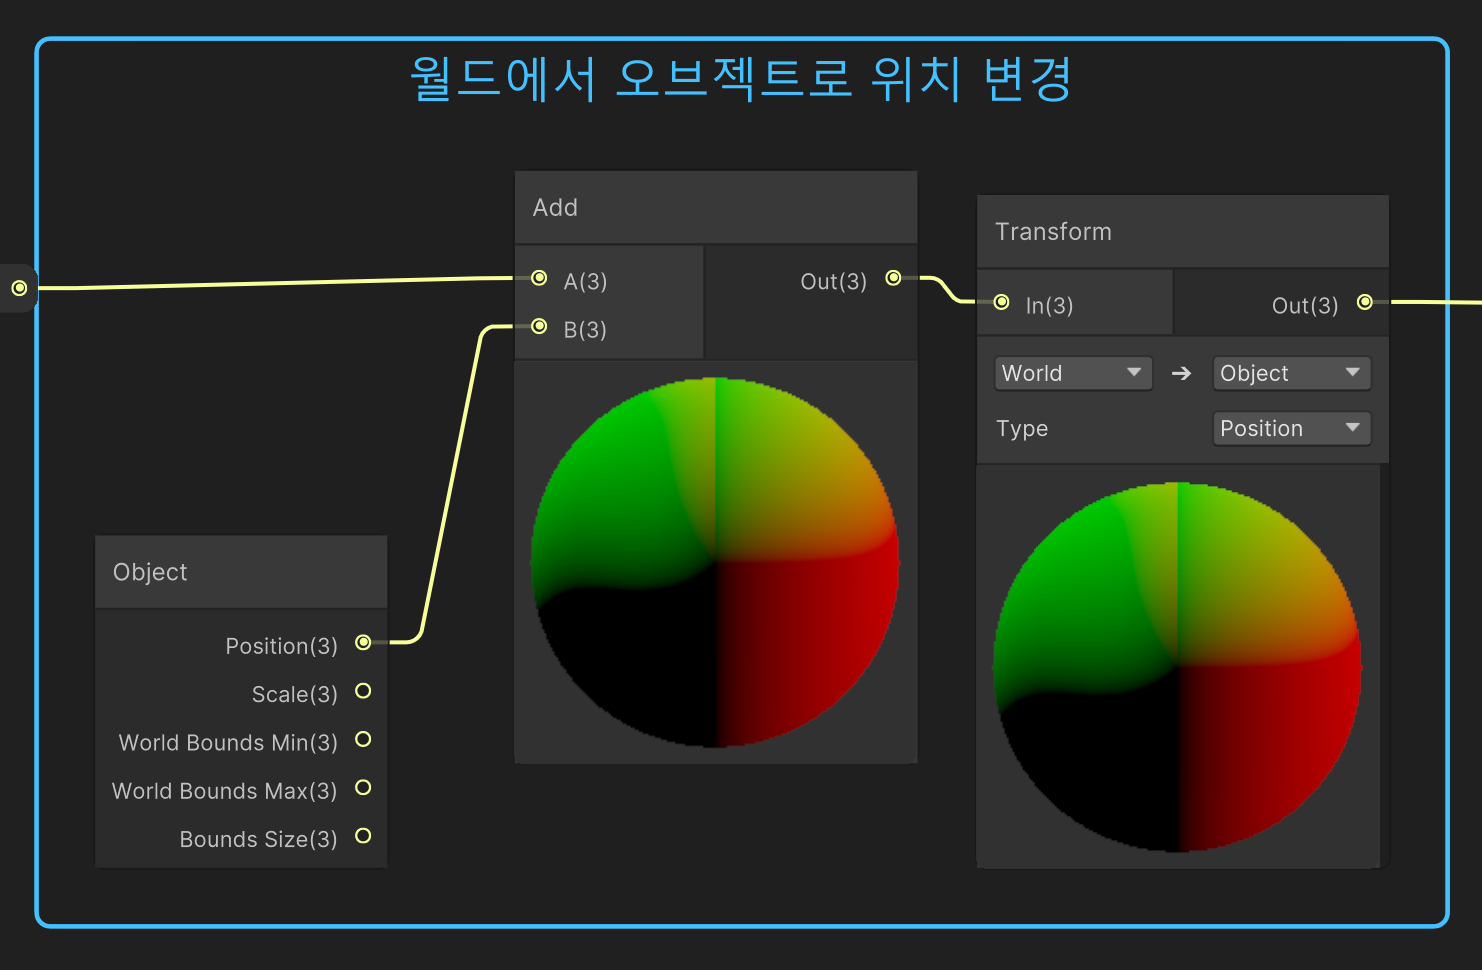 월드에서 오브젝트로 위치 변경
Add
A(3)
Out(3)
B(3)
Transform
In(3)
Out(3)
World
➔
Object
Type
Position
Object
Position(3)
Scale(3)
World Bounds Min(3)
World Bounds Max(3)
Bounds Size(3)